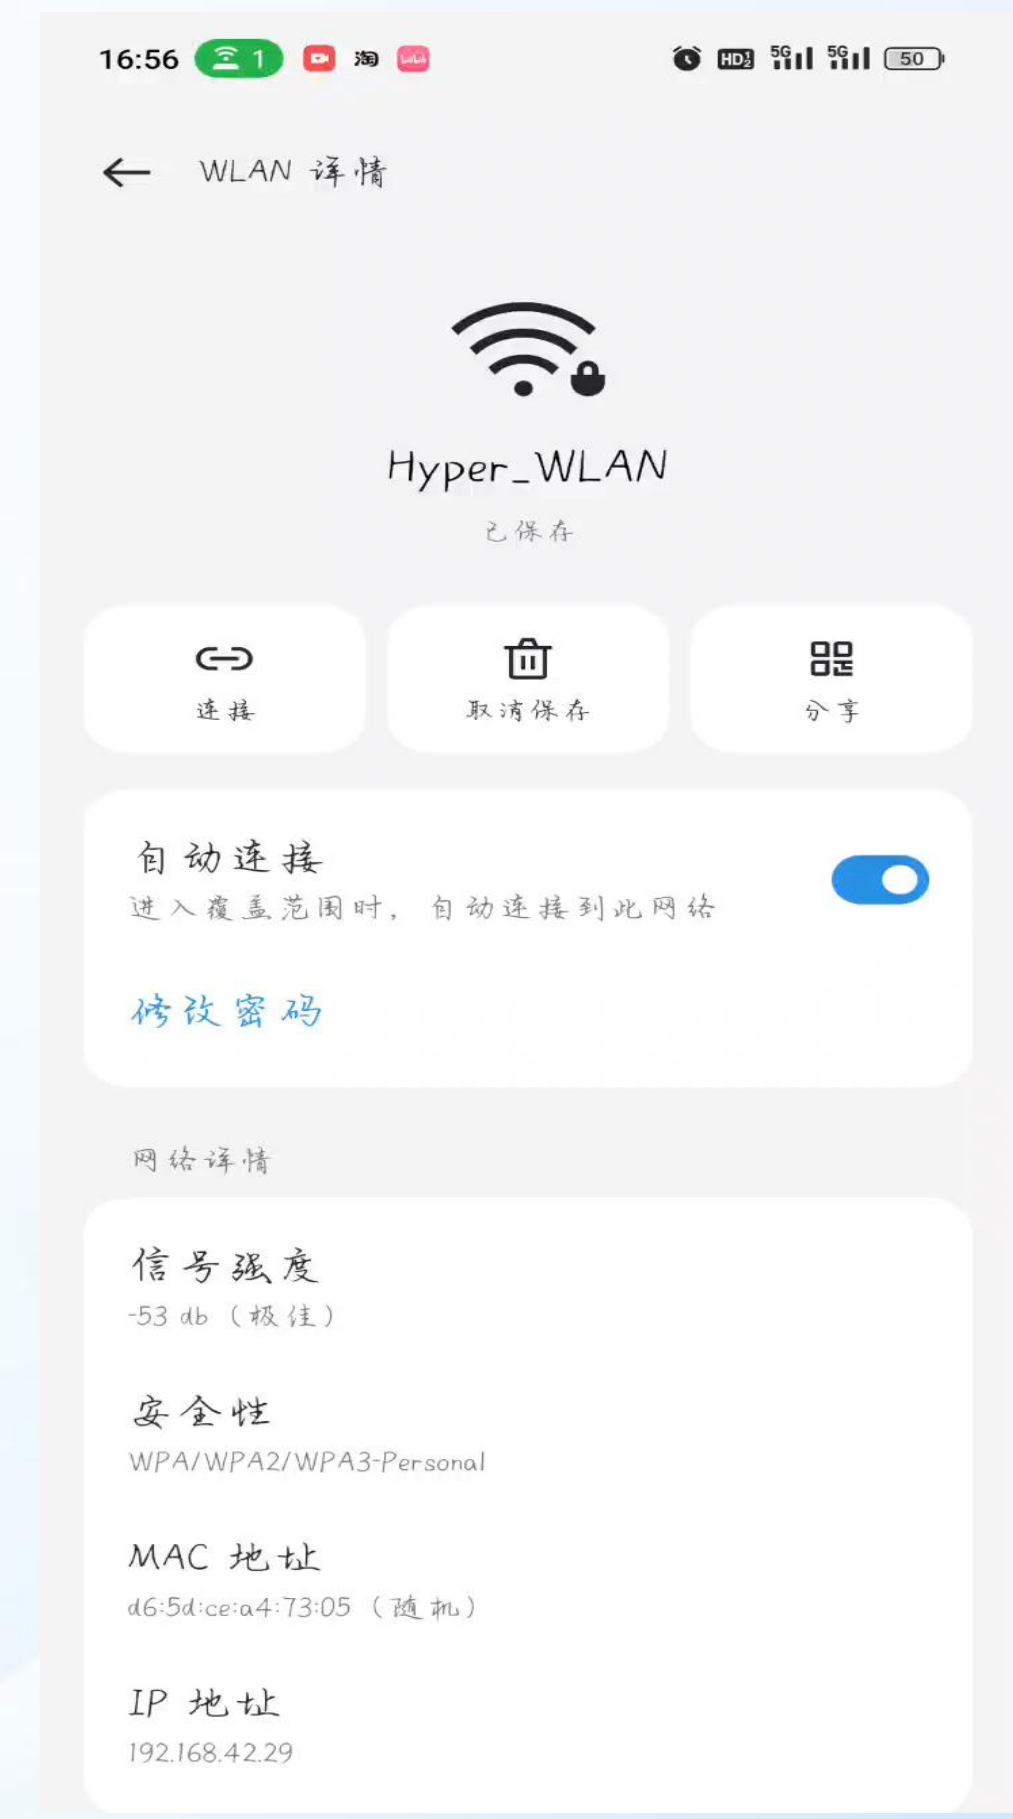 16:56 1 淘 lulu HD2 5G 5G 50
WLAN 详情
Hyper_WLAN
已保存
连接 取消保存 分享
自动连接
进入覆盖范围时，自动连接到此网络
修改密码
网络详情
信号强度
-53 db（极佳）
安全性
WPA/WPA2/WPA3-Personal
MAC 地址
d6:5d:ce:a4:73:05（随机）
IP 地址
192.168.42.29